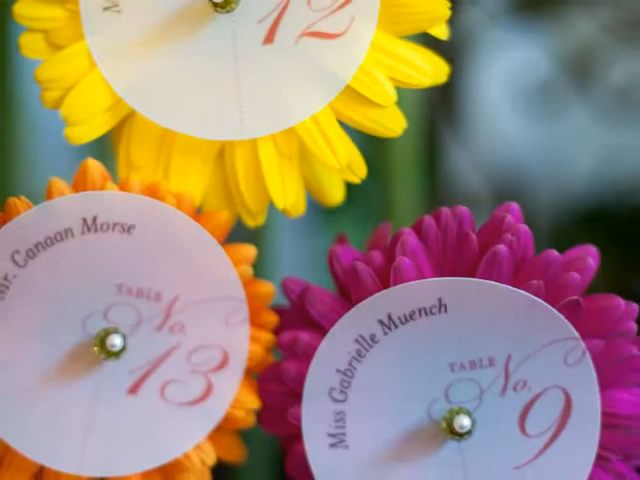 12
Mr. Canaan Morse
TABLE
No.
13
Miss Gabrielle Muench
TABLE
No.
9